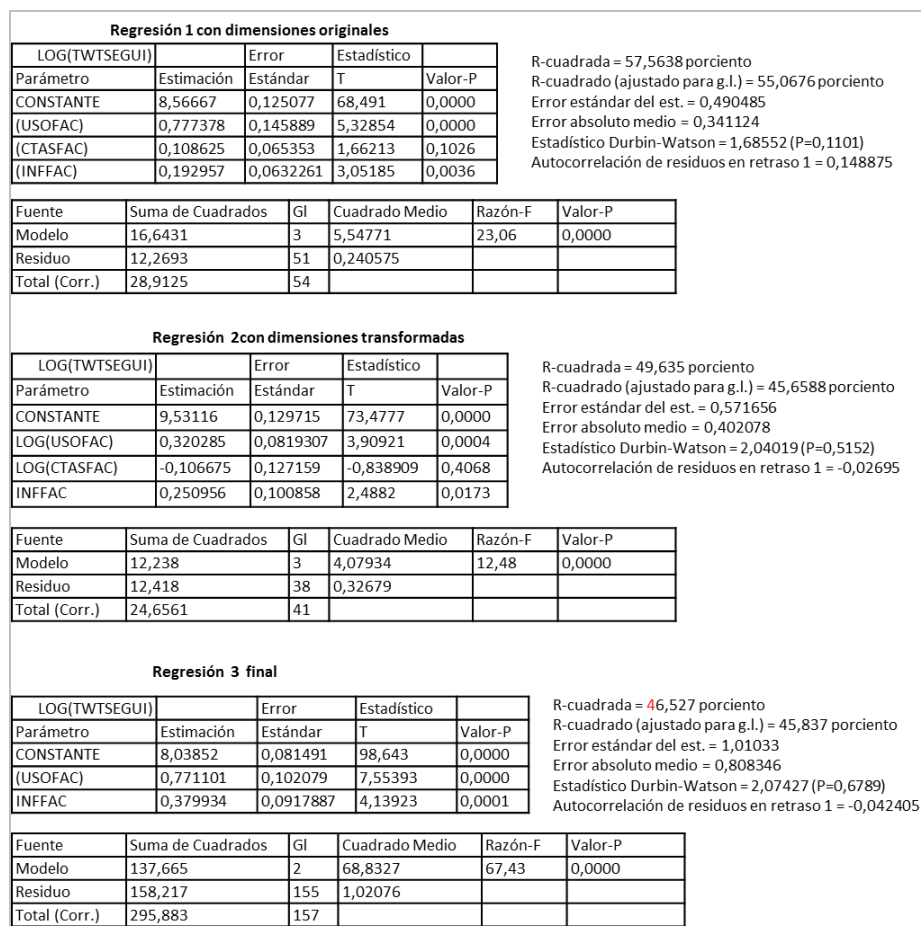 Regresión 1 con dimensiones originales
LOG(TWTSEGUI) Error Estadístico
Parámetro Estimación Estándar T Valor-P
CONSTANTE 8,56667 0,125077 68,491 0,0000
(USOFAC) 0,777378 0,145889 5,32854 0,0000
(CTASFAC) 0,108625 0,065353 1,66213 0,1026
(INFFAC) 0,192957 0,0632261 3,05185 0,0036
R-cuadrada = 57,5638 porciento
R-cuadrado (ajustado para g.l.) = 55,0676 porciento
Error estándar del est. = 0,490485
Error absoluto medio = 0,341124
Estadístico Durbin-Watson = 1,68552 (P=0,1101)
Autocorrelación de residuos en retraso 1 = 0,148875
Fuente Suma de Cuadrados Gl Cuadrado Medio Razón-F Valor-P
Modelo 16,6431 3 5,54771 23,06 0,0000
Residuo 12,2693 51 0,240575
Total (Corr.) 28,9125 54
Regresión 2con dimensiones transformadas
LOG(TWTSEGUI) Error Estadístico
Parámetro Estimación Estándar T Valor-P
CONSTANTE 9,53116 0,129715 73,4777 0,0000
LOG(USOFAC) 0,320285 0,0819307 3,90921 0,0004
LOG(CTASFAC) -0,106675 0,127159 -0,838909 0,4068
INFFAC 0,250956 0,100858 2,4882 0,0173
R-cuadrada = 49,635 porciento
R-cuadrado (ajustado para g.l.) = 45,6588 porciento
Error estándar del est. = 0,571656
Error absoluto medio = 0,402078
Estadístico Durbin-Watson = 2,04019 (P=0,5152)
Autocorrelación de residuos en retraso 1 = -0,02695
Fuente Suma de Cuadrados Gl Cuadrado Medio Razón-F Valor-P
Modelo 12,238 3 4,07934 12,48 0,0000
Residuo 12,418 38 0,32679
Total (Corr.) 24,6561 41
Regresión 3 final
LOG(TWTSEGUI) Error Estadístico
Parámetro Estimación Estándar T Valor-P
CONSTANTE 8,03852 0,081491 98,643 0,0000
(USOFAC) 0,771101 0,102079 7,55393 0,0000
INFFAC 0,379934 0,0917887 4,13923 0,0001
R-cuadrada = 46,527 porciento
R-cuadrado (ajustado para g.l.) = 45,837 porciento
Error estándar del est. = 1,01033
Error absoluto medio = 0,808346
Estadístico Durbin-Watson = 2,07427 (P=0,6789)
Autocorrelación de residuos en retraso 1 = -0,042405
Fuente Suma de Cuadrados Gl Cuadrado Medio Razón-F Valor-P
Modelo 137,665 2 68,8327 67,43 0,0000
Residuo 158,217 155 1,02076
Total (Corr.) 295,883 157